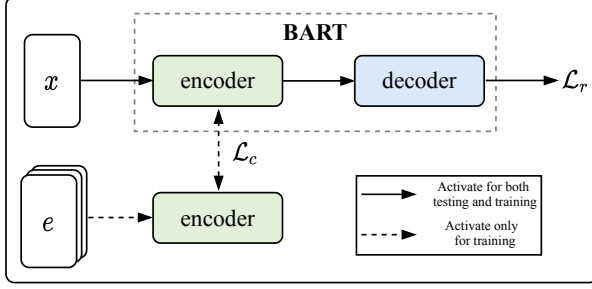 BART
x
encoder
decoder
ℒr
ℒc
e
encoder
Activate for both
testing and training
Activate only
for training